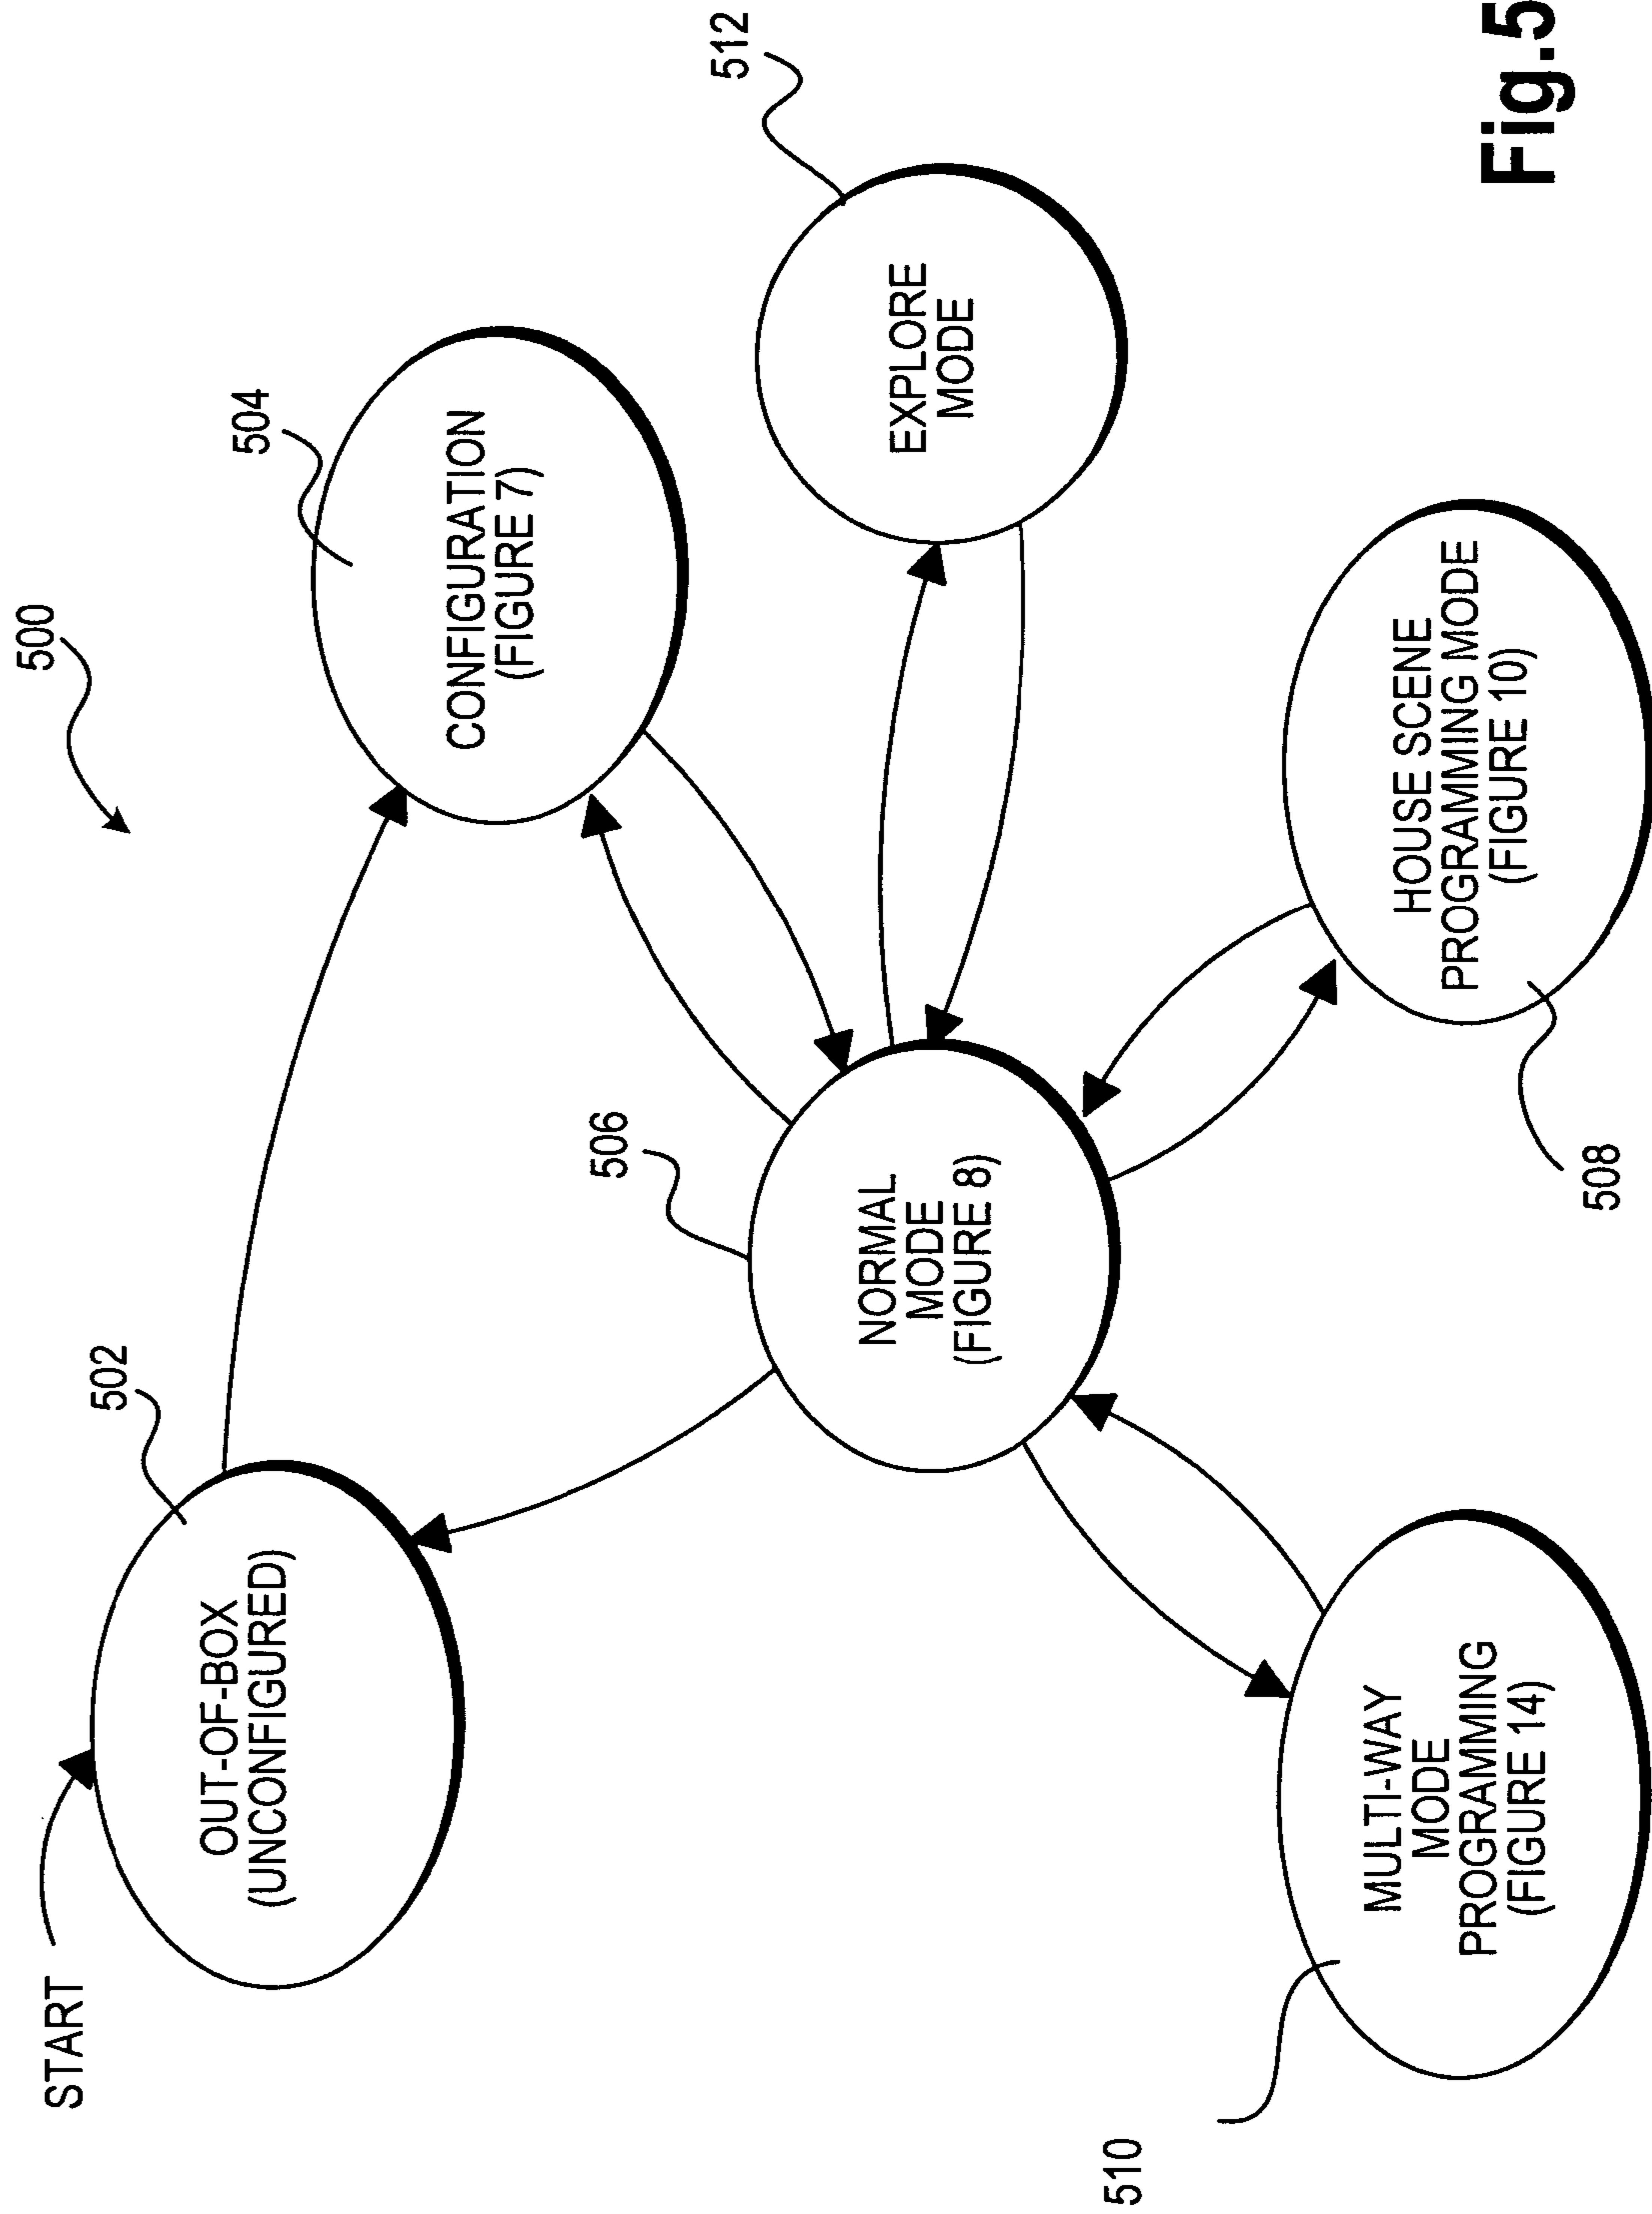 500
START
502
OUT-OF-BOX
(UNCONFIGURED)
504
CONFIGURATION
(FIGURE 7)
506
NORMAL
MODE
(FIGURE 8)
512
EXPLORE
MODE
510
MULTI-WAY
MODE
PROGRAMMING
(FIGURE 14)
508
HOUSE SCENE
PROGRAMMING MODE
(FIGURE 10)
Fig.5